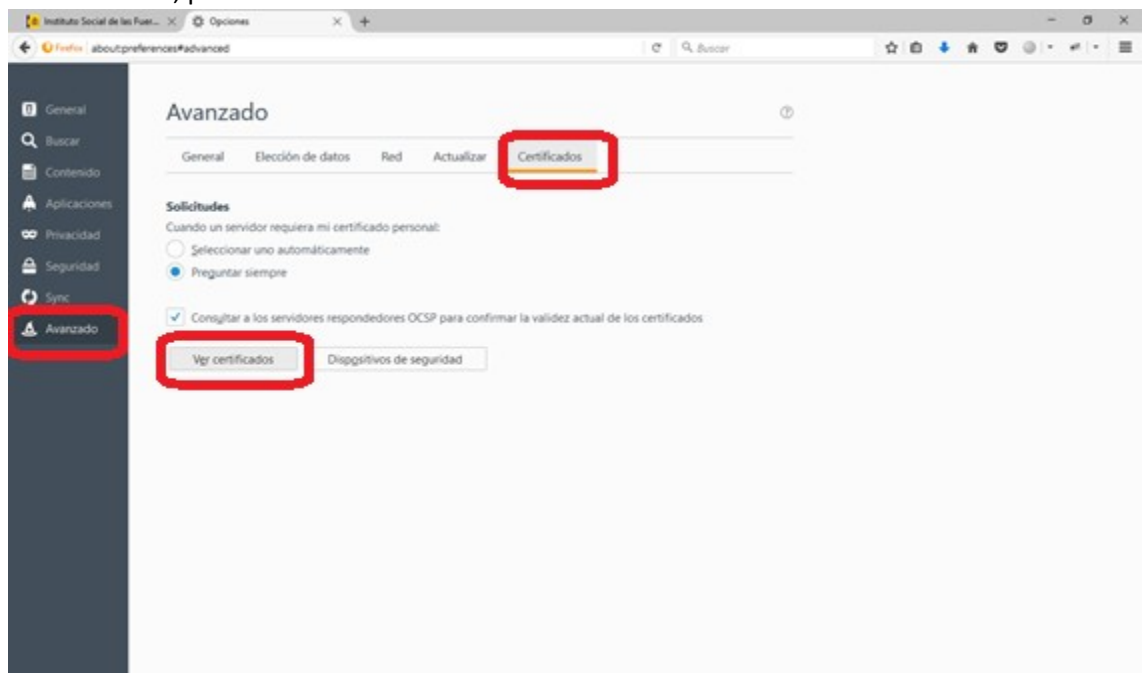 Instituto Social de las Fuer...
Opciones
Firefox about:preferences#advanced
Buscar
General
Buscar
Contenido
Aplicaciones
Privacidad
Seguridad
Sync
Avanzado
Avanzado
General Elección de datos Red Actualizar Certificados
Solicitudes
Cuando un servidor requiera mi certificado personal:
Seleccionar uno automáticamente
Preguntar siempre
Consultar a los servidores respondedores OCSP para confirmar la validez actual de los certificados
Ver certificados Dispositivos de seguridad